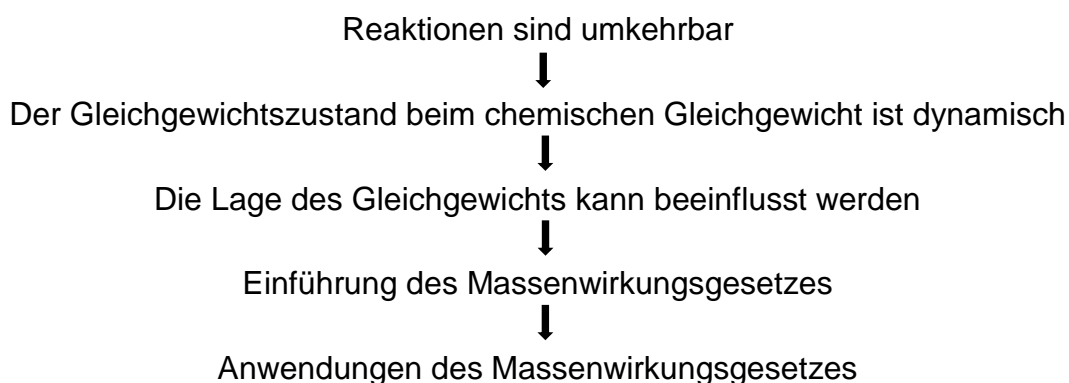 Reaktionen sind umkehrbar
Der Gleichgewichtszustand beim chemischen Gleichgewicht ist dynamisch
Die Lage des Gleichgewichts kann beeinflusst werden
Einführung des Massenwirkungsgesetzes
Anwendungen des Massenwirkungsgesetzes